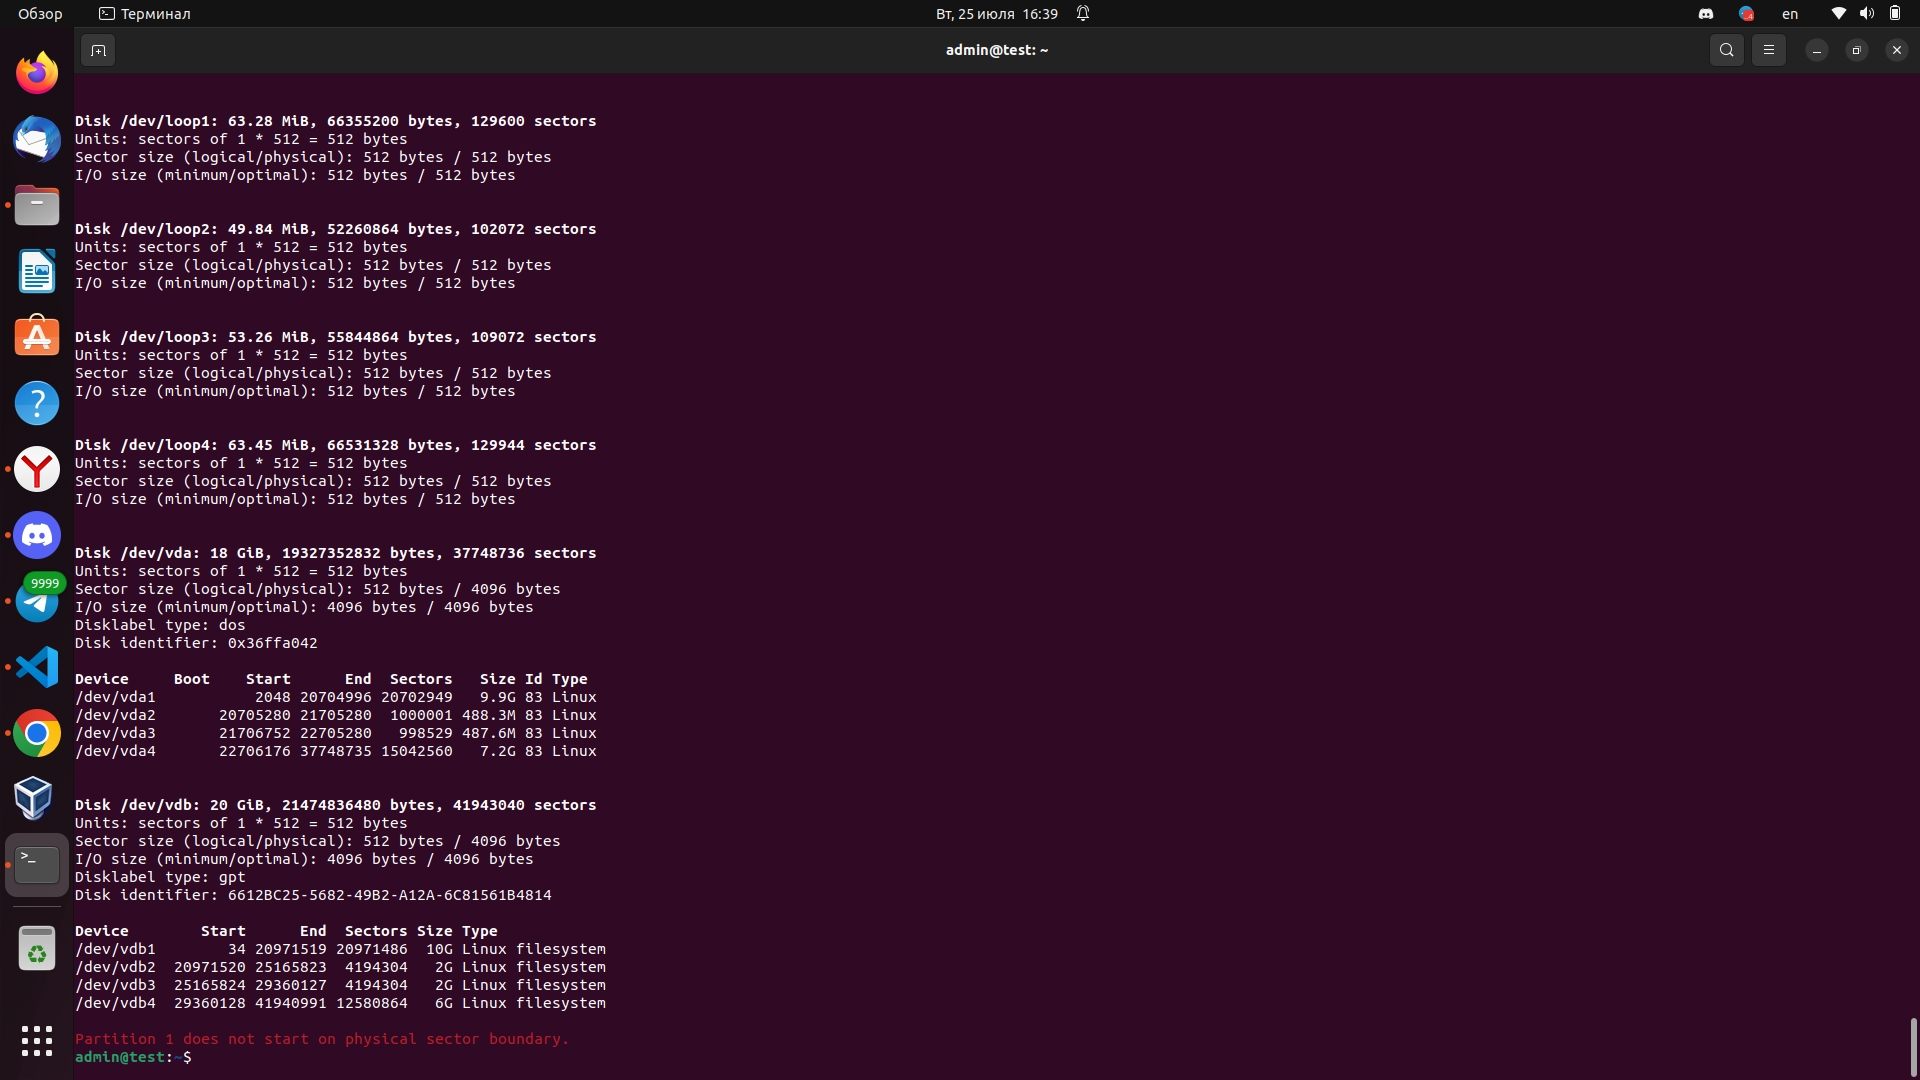 Обзор
Терминал
Вт, 25 июля 16:39
en
admin@test: ~
Disk /dev/loop1: 63.28 MiB, 66355200 bytes, 129600 sectors
Units: sectors of 1 * 512 = 512 bytes
Sector size (logical/physical): 512 bytes / 512 bytes
I/O size (minimum/optimal): 512 bytes / 512 bytes
Disk /dev/loop2: 49.84 MiB, 52260864 bytes, 102072 sectors
Units: sectors of 1 * 512 = 512 bytes
Sector size (logical/physical): 512 bytes / 512 bytes
I/O size (minimum/optimal): 512 bytes / 512 bytes
Disk /dev/loop3: 53.26 MiB, 55844864 bytes, 109072 sectors
Units: sectors of 1 * 512 = 512 bytes
Sector size (logical/physical): 512 bytes / 512 bytes
I/O size (minimum/optimal): 512 bytes / 512 bytes
Disk /dev/loop4: 63.45 MiB, 66531328 bytes, 129944 sectors
Units: sectors of 1 * 512 = 512 bytes
Sector size (logical/physical): 512 bytes / 512 bytes
I/O size (minimum/optimal): 512 bytes / 512 bytes
Disk /dev/vda: 18 GiB, 19327352832 bytes, 37748736 sectors
Units: sectors of 1 * 512 = 512 bytes
Sector size (logical/physical): 512 bytes / 4096 bytes
I/O size (minimum/optimal): 4096 bytes / 4096 bytes
Disklabel type: dos
Disk identifier: 0x36ffa042
Device     Boot    Start      End  Sectors   Size Id Type
/dev/vda1           2048 20704996 20702949   9.9G 83 Linux
/dev/vda2       20705280 21705280  1000001 488.3M 83 Linux
/dev/vda3       21706752 22705280   998529 487.6M 83 Linux
/dev/vda4       22706176 37748735 15042560   7.2G 83 Linux
Disk /dev/vdb: 20 GiB, 21474836480 bytes, 41943040 sectors
Units: sectors of 1 * 512 = 512 bytes
Sector size (logical/physical): 512 bytes / 4096 bytes
I/O size (minimum/optimal): 4096 bytes / 4096 bytes
Disklabel type: gpt
Disk identifier: 6612BC25-5682-49B2-A12A-6C81561B4814
Device        Start      End  Sectors Size Type
/dev/vdb1        34 20971519 20971486  10G Linux filesystem
/dev/vdb2  20971520 25165823  4194304   2G Linux filesystem
/dev/vdb3  25165824 29360127  4194304   2G Linux filesystem
/dev/vdb4  29360128 41940991 12580864   6G Linux filesystem
Partition 1 does not start on physical sector boundary.
admin@test:~$
9999